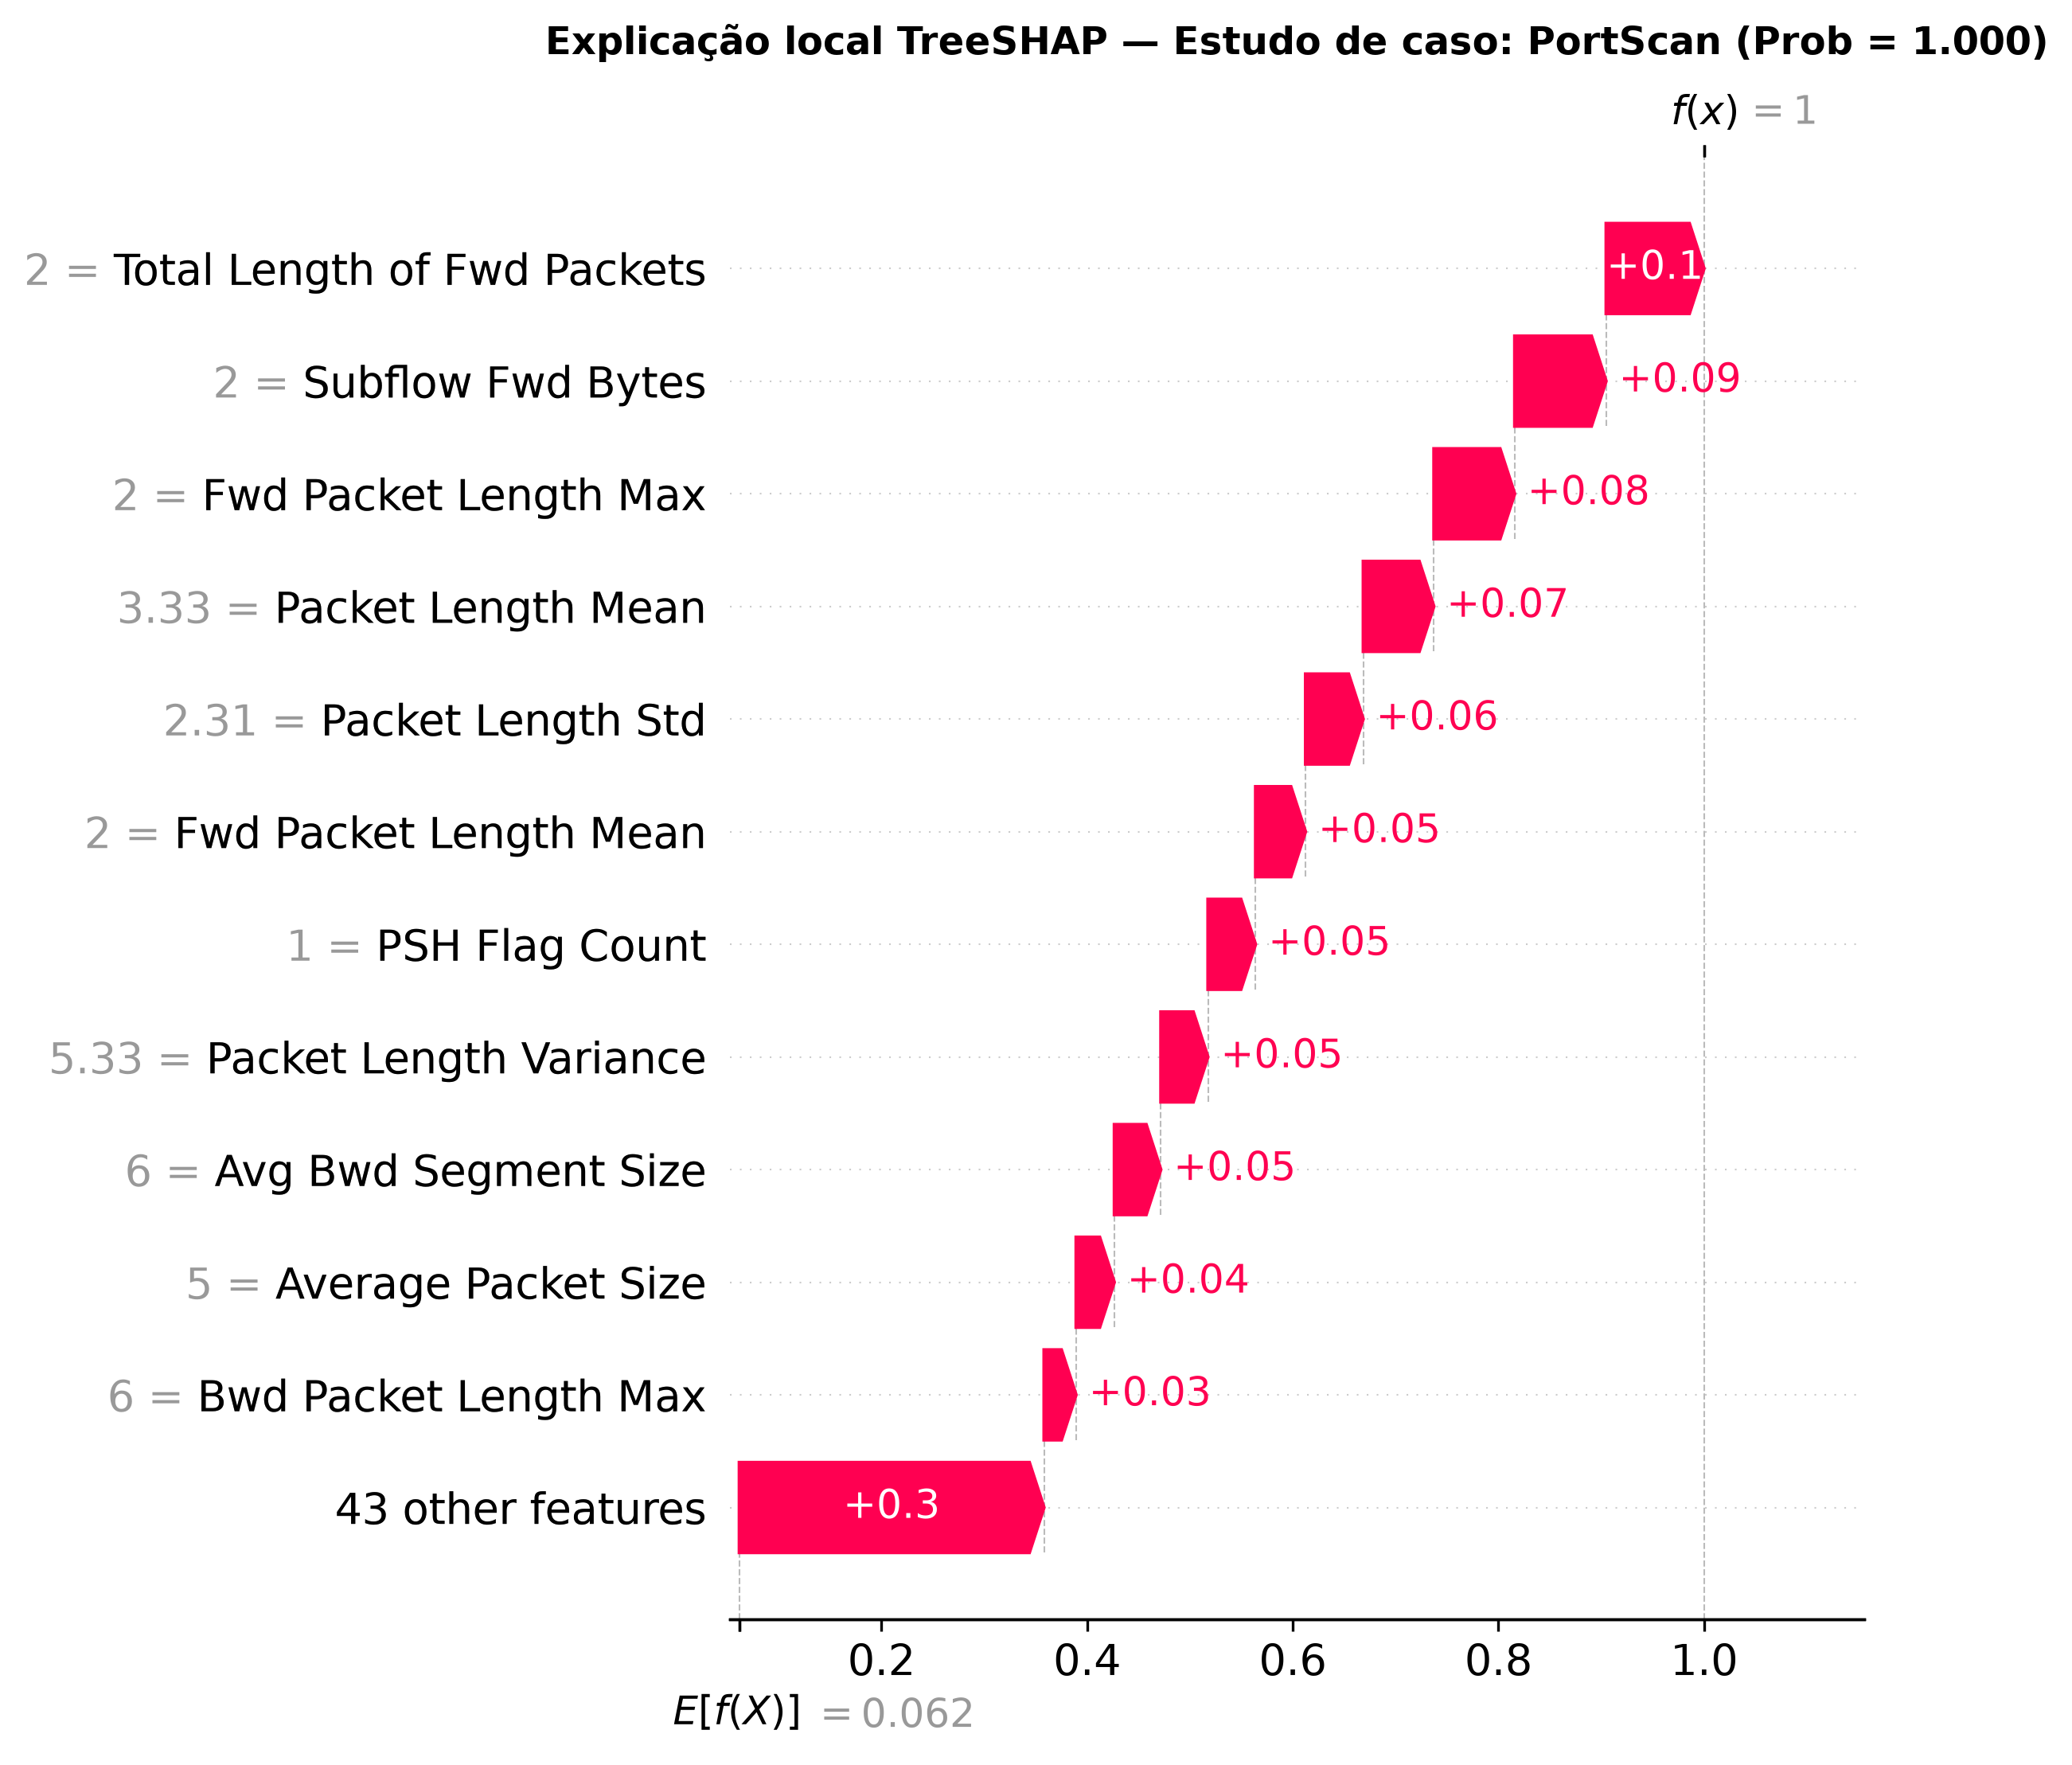 Explicação local TreeSHAP — Estudo de caso: PortScan (Prob = 1.000)
f(x) = 1
2 = Total Length of Fwd Packets +0.1
2 = Subflow Fwd Bytes +0.09
2 = Fwd Packet Length Max +0.08
3.33 = Packet Length Mean +0.07
2.31 = Packet Length Std +0.06
2 = Fwd Packet Length Mean +0.05
1 = PSH Flag Count +0.05
5.33 = Packet Length Variance +0.05
6 = Avg Bwd Segment Size +0.05
5 = Average Packet Size +0.04
6 = Bwd Packet Length Max +0.03
43 other features +0.3
0.2 0.4 0.6 0.8 1.0
E[f(X)] = 0.062